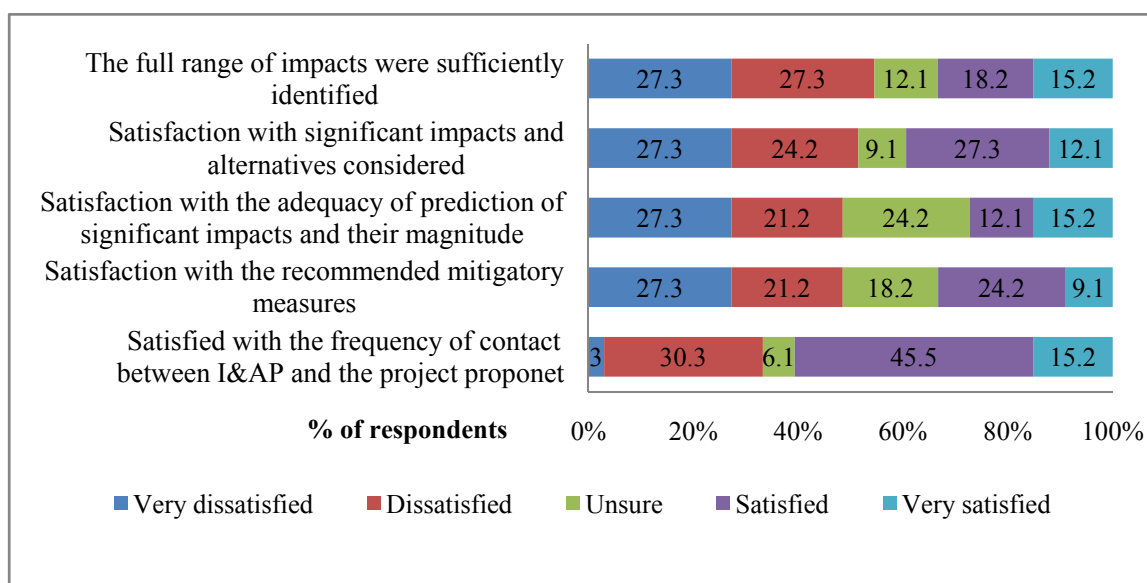 The full range of impacts were sufficiently
identified
27.3 27.3 12.1 18.2 15.2
Satisfaction with significant impacts and
alternatives considered
27.3 24.2 9.1 27.3 12.1
Satisfaction with the adequacy of prediction of
significant impacts and their magnitude
27.3 21.2 24.2 12.1 15.2
Satisfaction with the recommended mitigatory
measures
27.3 21.2 18.2 24.2 9.1
Satisfied with the frequency of contact
between I&AP and the project proponet
3 30.3 6.1 45.5 15.2
% of respondents 0% 20% 40% 60% 80% 100%
Very dissatisfied Dissatisfied Unsure Satisfied Very satisfied